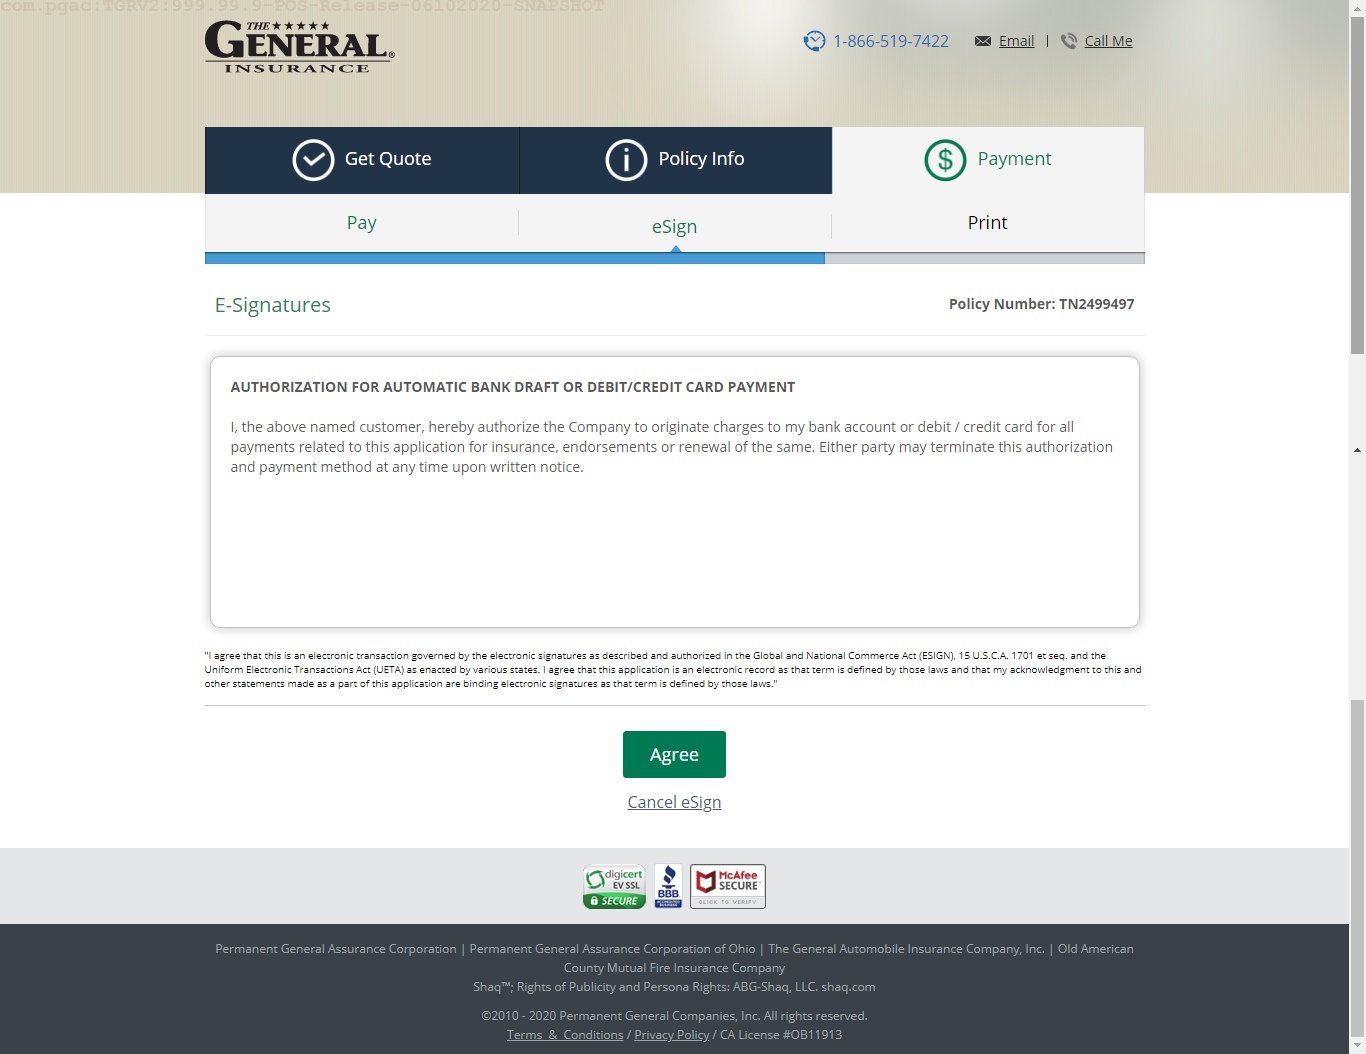 com.pgac:TGRV2:999.99.9-POS-Release-06102020-SNAPSHOT
THE ★★★★★
GENERAL®
INSURANCE
1-866-519-7422 Email | Call Me
Get Quote Policy Info Payment
Pay eSign Print
E-Signatures Policy Number: TN2499497
AUTHORIZATION FOR AUTOMATIC BANK DRAFT OR DEBIT/CREDIT CARD PAYMENT
I, the above named customer, hereby authorize the Company to originate charges to my bank account or debit / credit card for all
payments related to this application for insurance, endorsements or renewal of the same. Either party may terminate this authorization
and payment method at any time upon written notice.
"I agree that this is an electronic transaction governed by the electronic signatures as described and authorized in the Global and National Commerce Act (ESIGN), 15 U.S.C.A. 1701 et seq. and the
Uniform Electronic Transactions Act (UETA) as enacted by various states. I agree that this application is an electronic record as that term is defined by those laws and that my acknowledgment to this and
other statements made as a part of this application are binding electronic signatures as that term is defined by those laws."
Agree
Cancel eSign
digicert
EV SSL
SECURE
BBB
ACCREDITED
BUSINESS
McAfee
SECURE™
CLICK TO VERIFY
Permanent General Assurance Corporation | Permanent General Assurance Corporation of Ohio | The General Automobile Insurance Company, Inc. | Old American
County Mutual Fire Insurance Company
Shaq™; Rights of Publicity and Persona Rights: ABG-Shaq, LLC. shaq.com
©2010 - 2020 Permanent General Companies, Inc. All rights reserved.
Terms & Conditions / Privacy Policy / CA License #OB11913